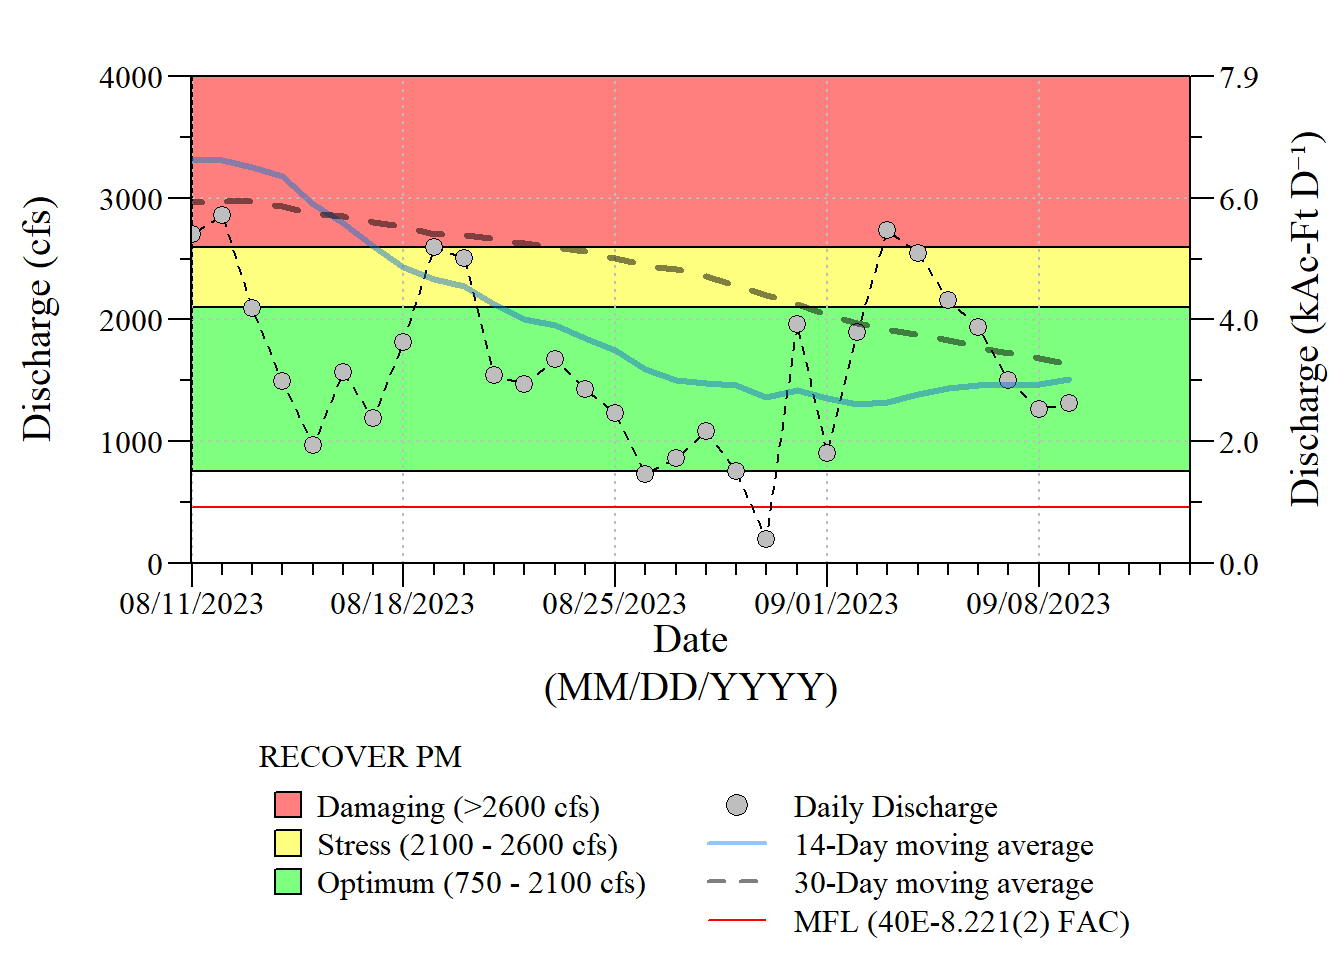 4000
3000
2000
1000
0
Discharge (cfs)
7.9
6.0
4.0
2.0
0.0
Discharge (kAc-Ft D⁻¹)
08/11/2023 08/18/2023 08/25/2023 09/01/2023 09/08/2023
Date
(MM/DD/YYYY)
RECOVER PM
Damaging (>2600 cfs)
Stress (2100 - 2600 cfs)
Optimum (750 - 2100 cfs)
Daily Discharge
14-Day moving average
30-Day moving average
MFL (40E-8.221(2) FAC)